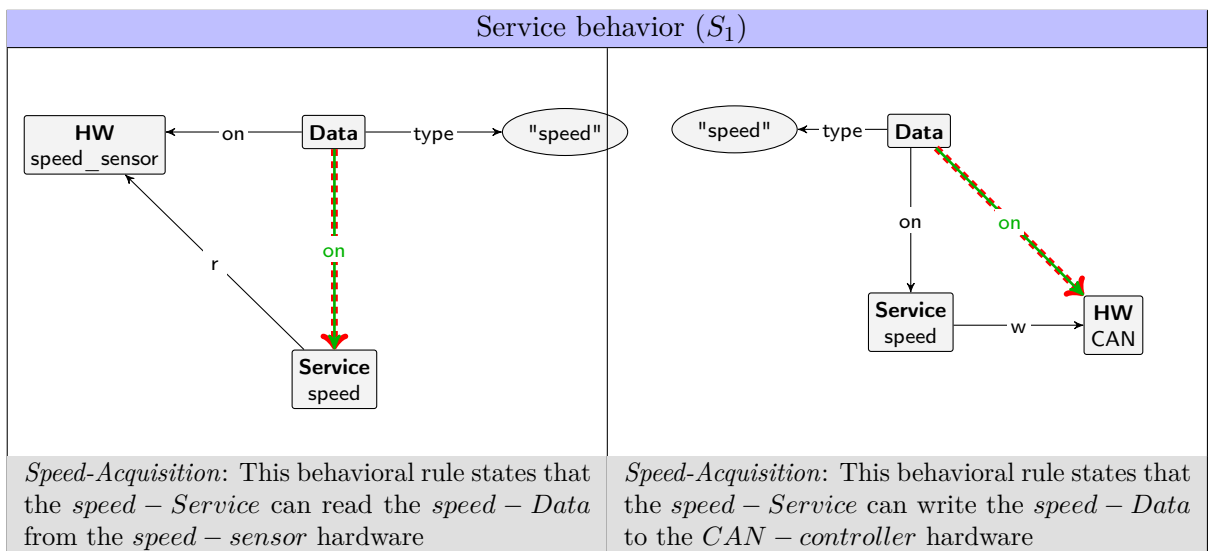 Service behavior (S₁)
HW
speed_sensor
on
Data
type
"speed"
on
r
Service
speed
"speed"
type
Data
on
on
Service
speed
w
HW
CAN
Speed-Acquisition: This behavioral rule states that
the speed − Service can read the speed − Data
from the speed − sensor hardware
Speed-Acquisition: This behavioral rule states that
the speed − Service can write the speed − Data
to the CAN − controller hardware